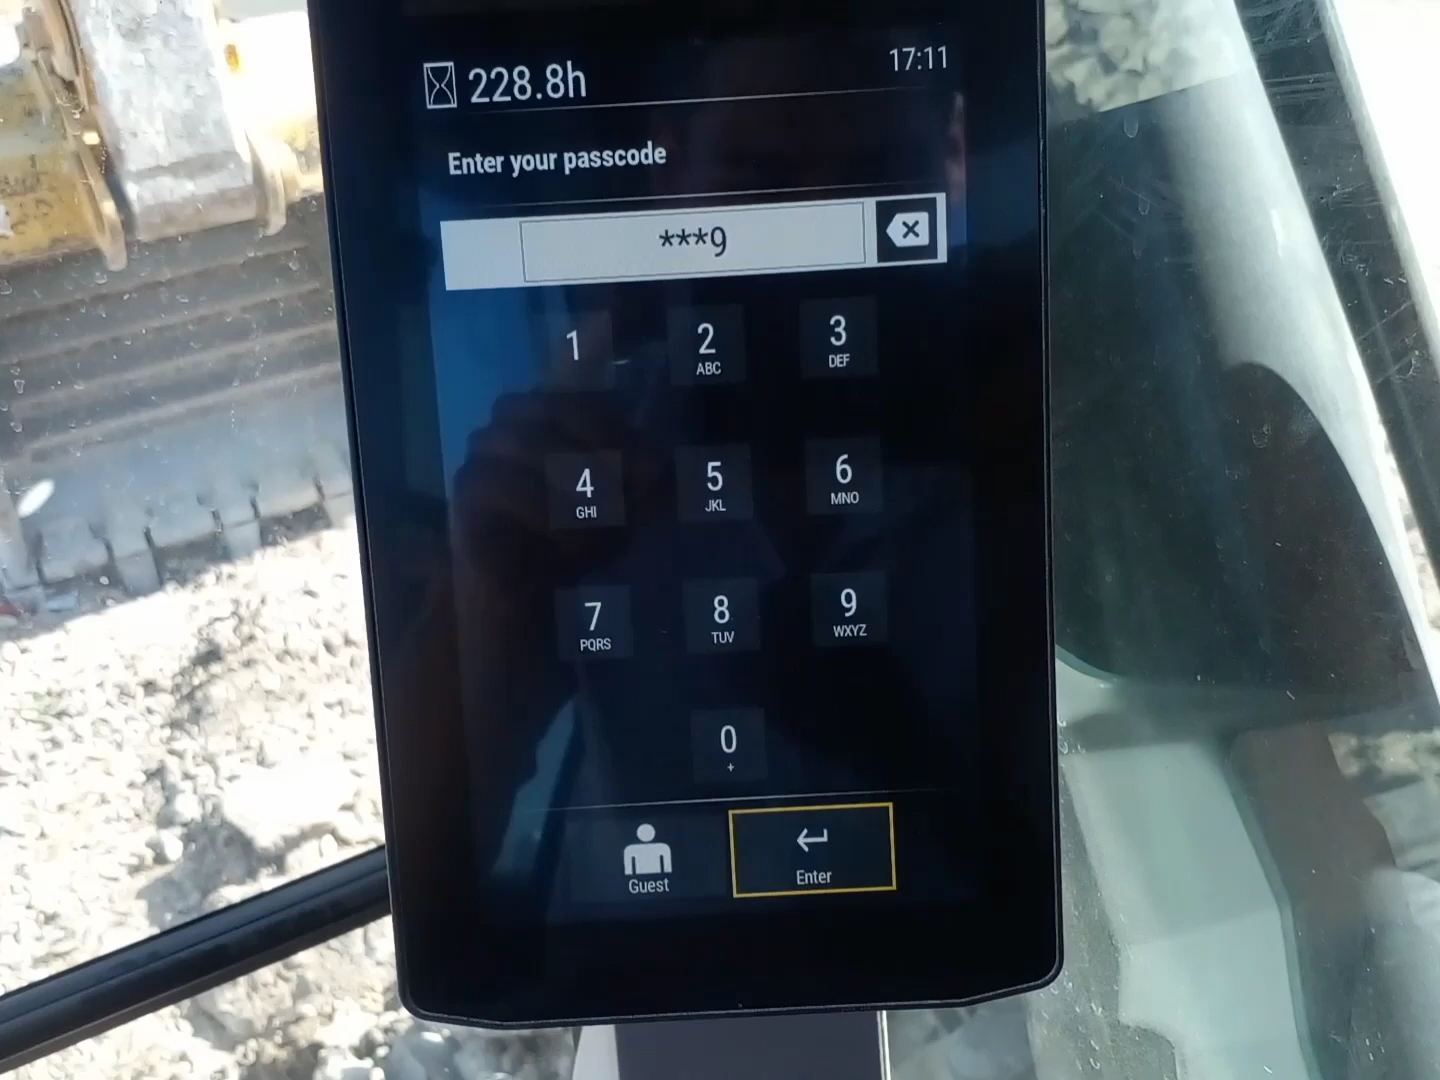 228.8h
17:11
Enter your passcode
***9
1
2
ABC
3
DEF
4
GHI
5
JKL
6
MNO
7
PQRS
8
TUV
9
WXYZ
0
+
Guest
Enter